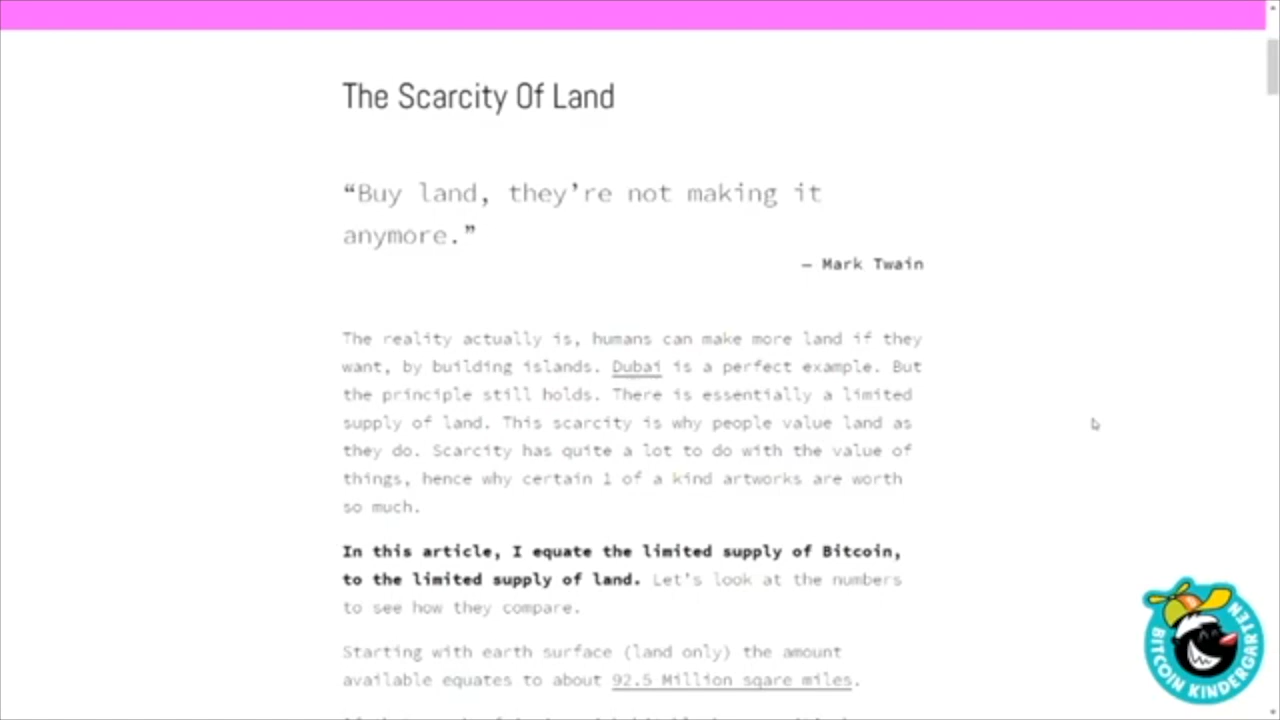 The Scarcity Of Land
“Buy land, they’re not making it
anymore.”
— Mark Twain
The reality actually is, humans can make more land if they
want, by building islands. Dubai is a perfect example. But
the principle still holds. There is essentially a limited
supply of land. This scarcity is why people value land as
they do. Scarcity has quite a lot to do with the value of
things, hence why certain 1 of a kind artworks are worth
so much.
In this article, I equate the limited supply of Bitcoin,
to the limited supply of land. Let’s look at the numbers
to see how they compare.
Starting with earth surface (land only) the amount
available equates to about 92.5 Million sqare miles.
BITCOIN KINDERGARTEN